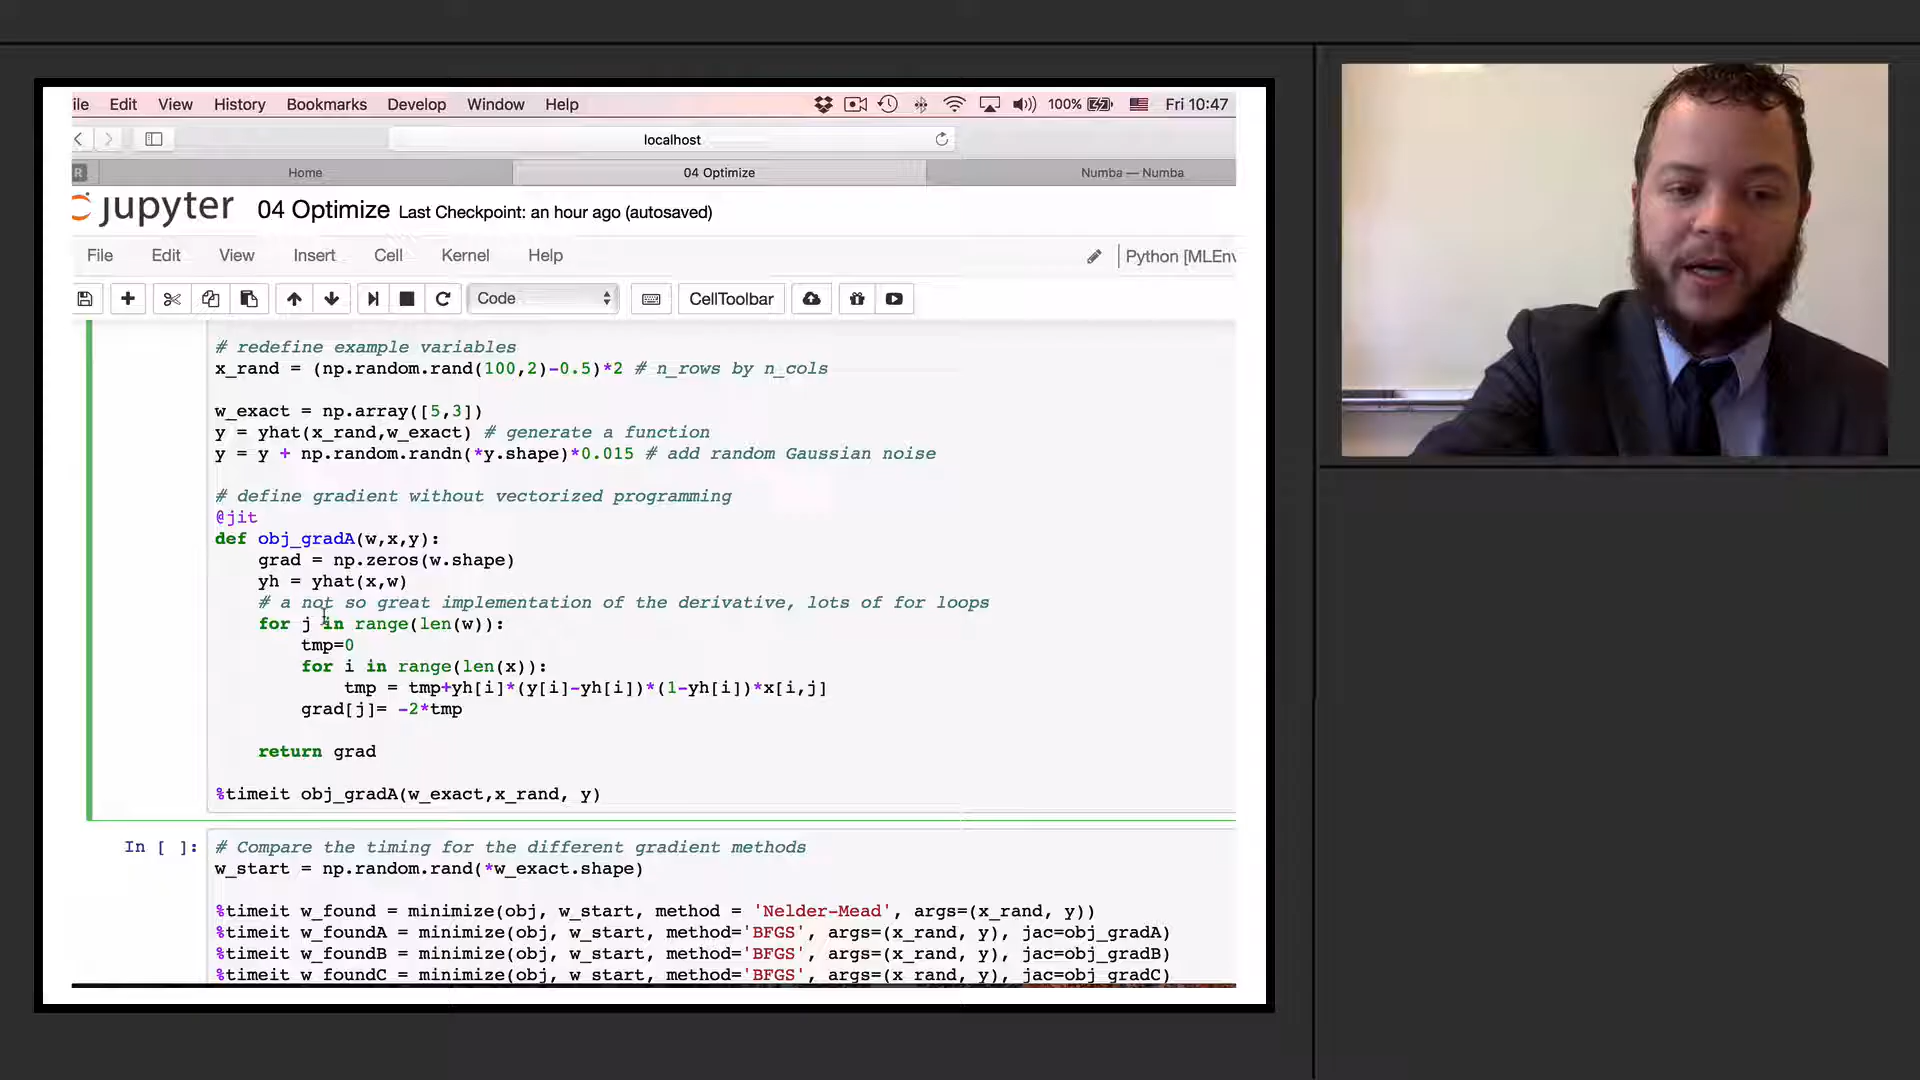 ile Edit View History Bookmarks Develop Window Help 100% Fri 10:47
localhost
R Home 04 Optimize Numba — Numba
jupyter 04 Optimize Last Checkpoint: an hour ago (autosaved)
File Edit View Insert Cell Kernel Help Python [MLEnv
Code CellToolbar
# redefine example variables
x_rand = (np.random.rand(100,2)-0.5)*2 # n_rows by n_cols
w_exact = np.array([5,3])
y = yhat(x_rand,w_exact) # generate a function
y = y + np.random.randn(*y.shape)*0.015 # add random Gaussian noise
# define gradient without vectorized programming
@jit
def obj_gradA(w,x,y):
grad = np.zeros(w.shape)
yh = yhat(x,w)
# a not so great implementation of the derivative, lots of for loops
for j in range(len(w)):
tmp=0
for i in range(len(x)):
tmp = tmp+yh[i]*(y[i]-yh[i])*(1-yh[i])*x[i,j]
grad[j]= -2*tmp
return grad
%timeit obj_gradA(w_exact,x_rand, y)
In [ ]: # Compare the timing for the different gradient methods
w_start = np.random.rand(*w_exact.shape)
%timeit w_found = minimize(obj, w_start, method = 'Nelder-Mead', args=(x_rand, y))
%timeit w_foundA = minimize(obj, w_start, method='BFGS', args=(x_rand, y), jac=obj_gradA)
%timeit w_foundB = minimize(obj, w_start, method='BFGS', args=(x_rand, y), jac=obj_gradB)
%timeit w_foundC = minimize(obj, w_start, method='BFGS', args=(x_rand, y), jac=obj_gradC)